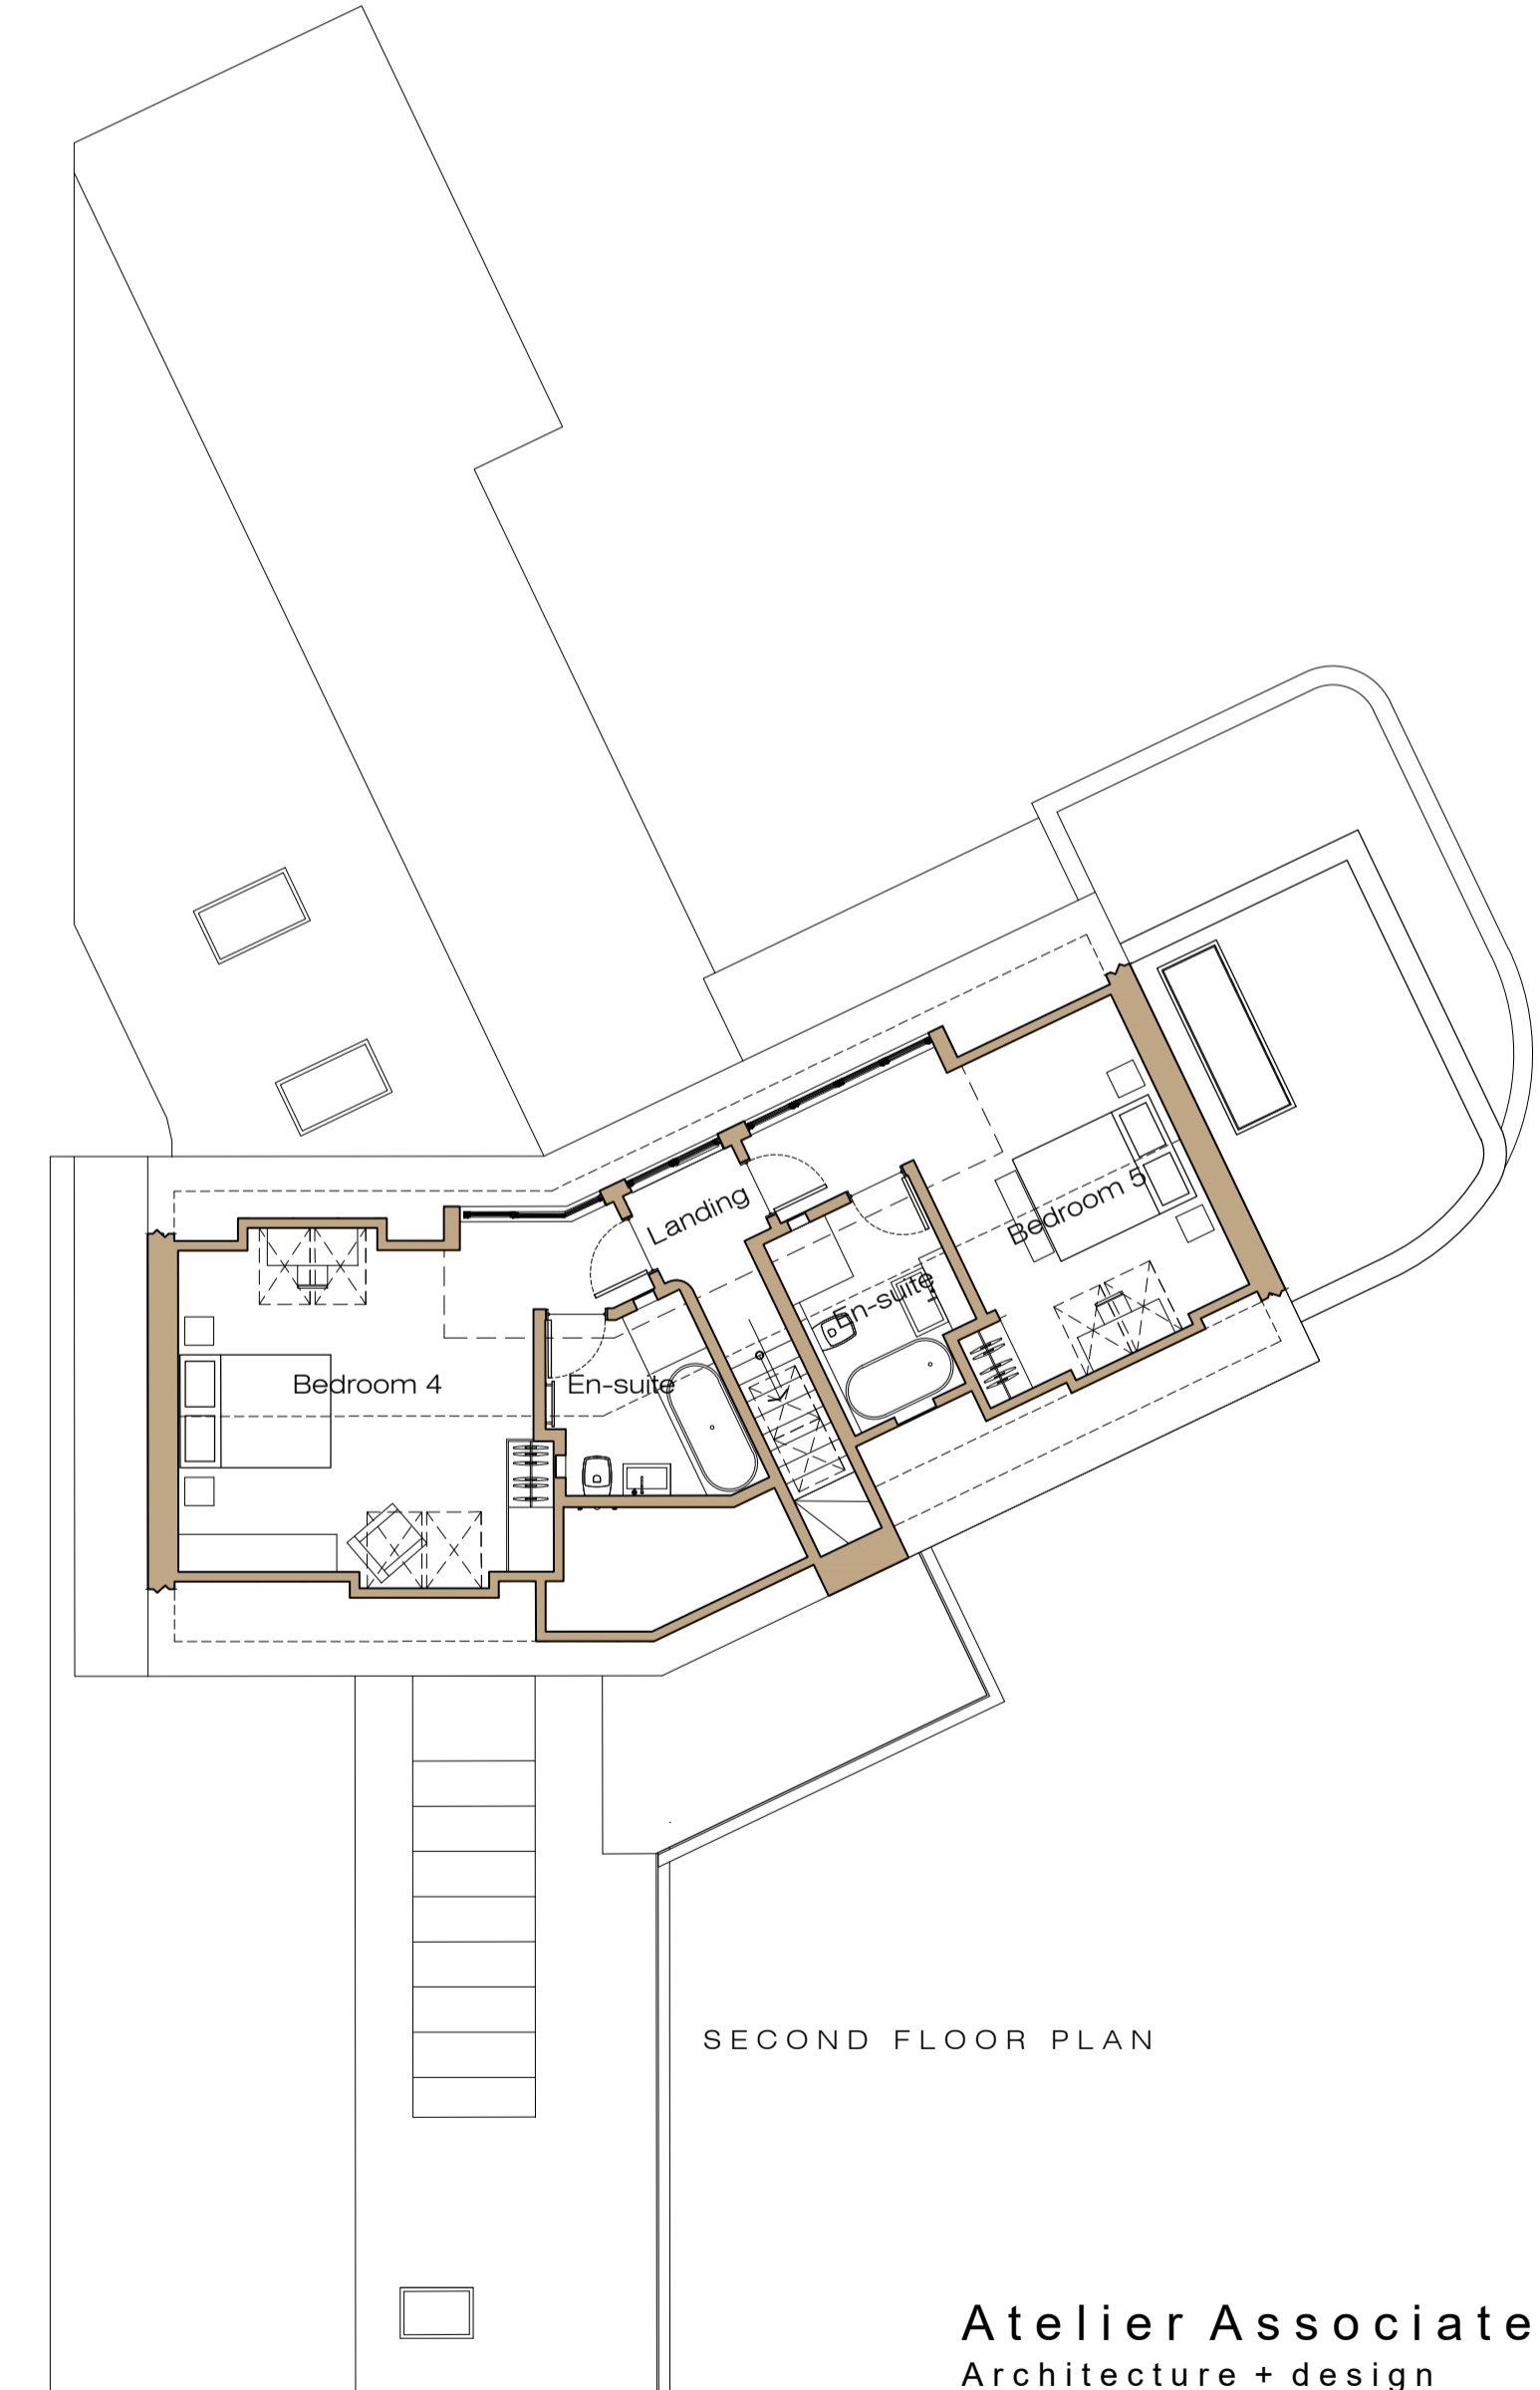 Landing
Bedroom 5
En-suite
Bedroom 4
En-suite
SECOND FLOOR PLAN
Atelier Associate
Architecture + design